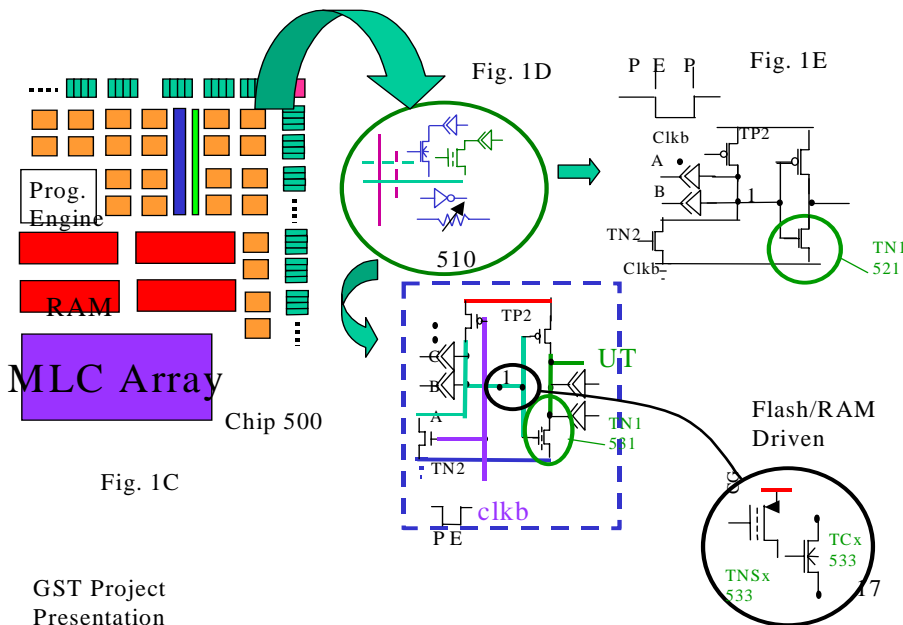 Fig. 1D
Fig. 1E
P E P
Clkb
TP2
A
B
1
TN2
Clkb
TN1
521
Prog.
Engine
510
RAM
MLC Array
Chip 500
Fig. 1C
TP2
C
B
1
A
UT
TN1
531
TN2
clkb
P E
Flash/RAM
Driven
CG
TCx
533
TNSx
533
17
GST Project
Presentation